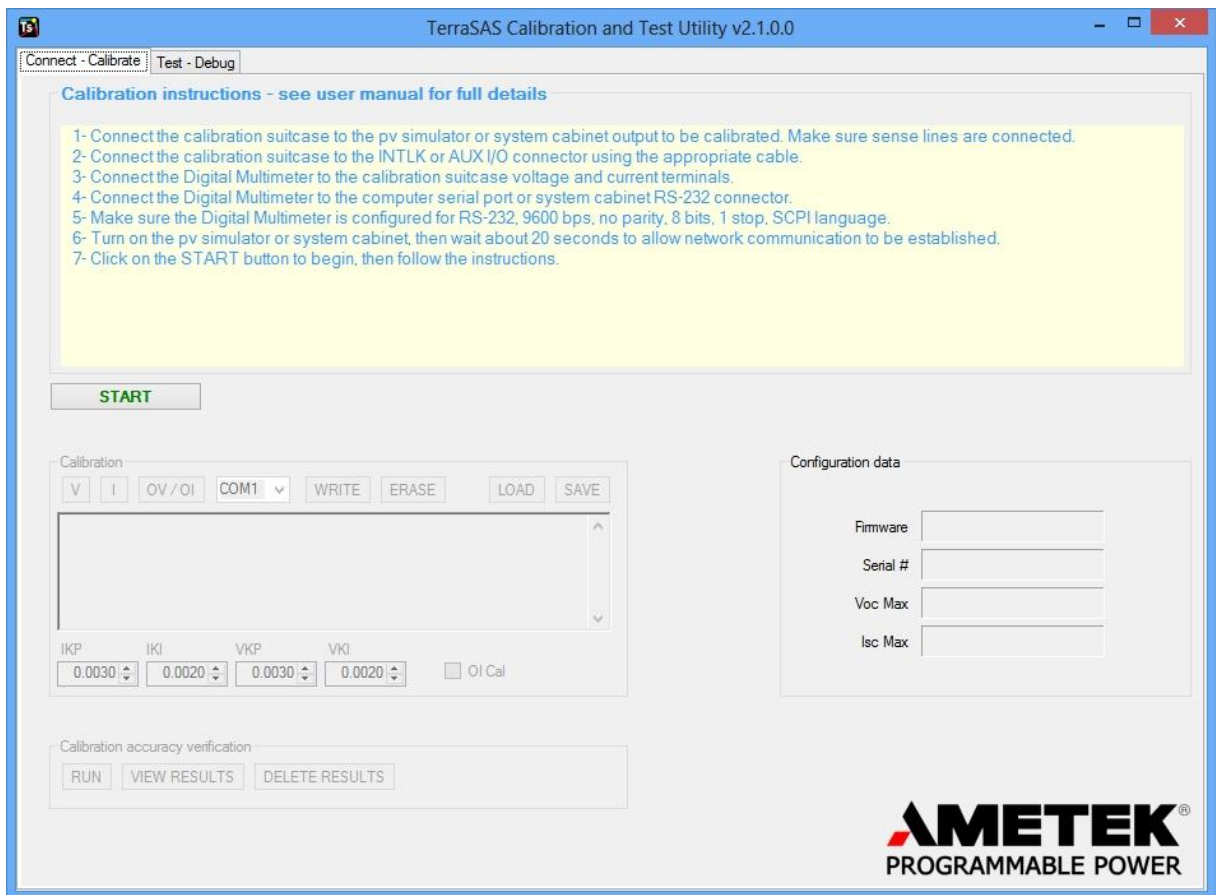 Ts
TerraSAS Calibration and Test Utility v2.1.0.0
Connect - Calibrate
Test - Debug
Calibration instructions - see user manual for full details
1- Connect the calibration suitcase to the pv simulator or system cabinet output to be calibrated. Make sure sense lines are connected.
2- Connect the calibration suitcase to the INTLK or AUX I/O connector using the appropriate cable.
3- Connect the Digital Multimeter to the calibration suitcase voltage and current terminals.
4- Connect the Digital Multimeter to the computer serial port or system cabinet RS-232 connector.
5- Make sure the Digital Multimeter is configured for RS-232, 9600 bps, no parity, 8 bits, 1 stop, SCPI language.
6- Turn on the pv simulator or system cabinet, then wait about 20 seconds to allow network communication to be established.
7- Click on the START button to begin, then follow the instructions.
START
Calibration
V I OV / OI COM1 WRITE ERASE LOAD SAVE
IKP IKI VKP VKI
0.0030 0.0020 0.0030 0.0020 OI Cal
Configuration data
Firmware
Serial #
Voc Max
Isc Max
Calibration accuracy verification
RUN VIEW RESULTS DELETE RESULTS
AMETEK®
PROGRAMMABLE POWER